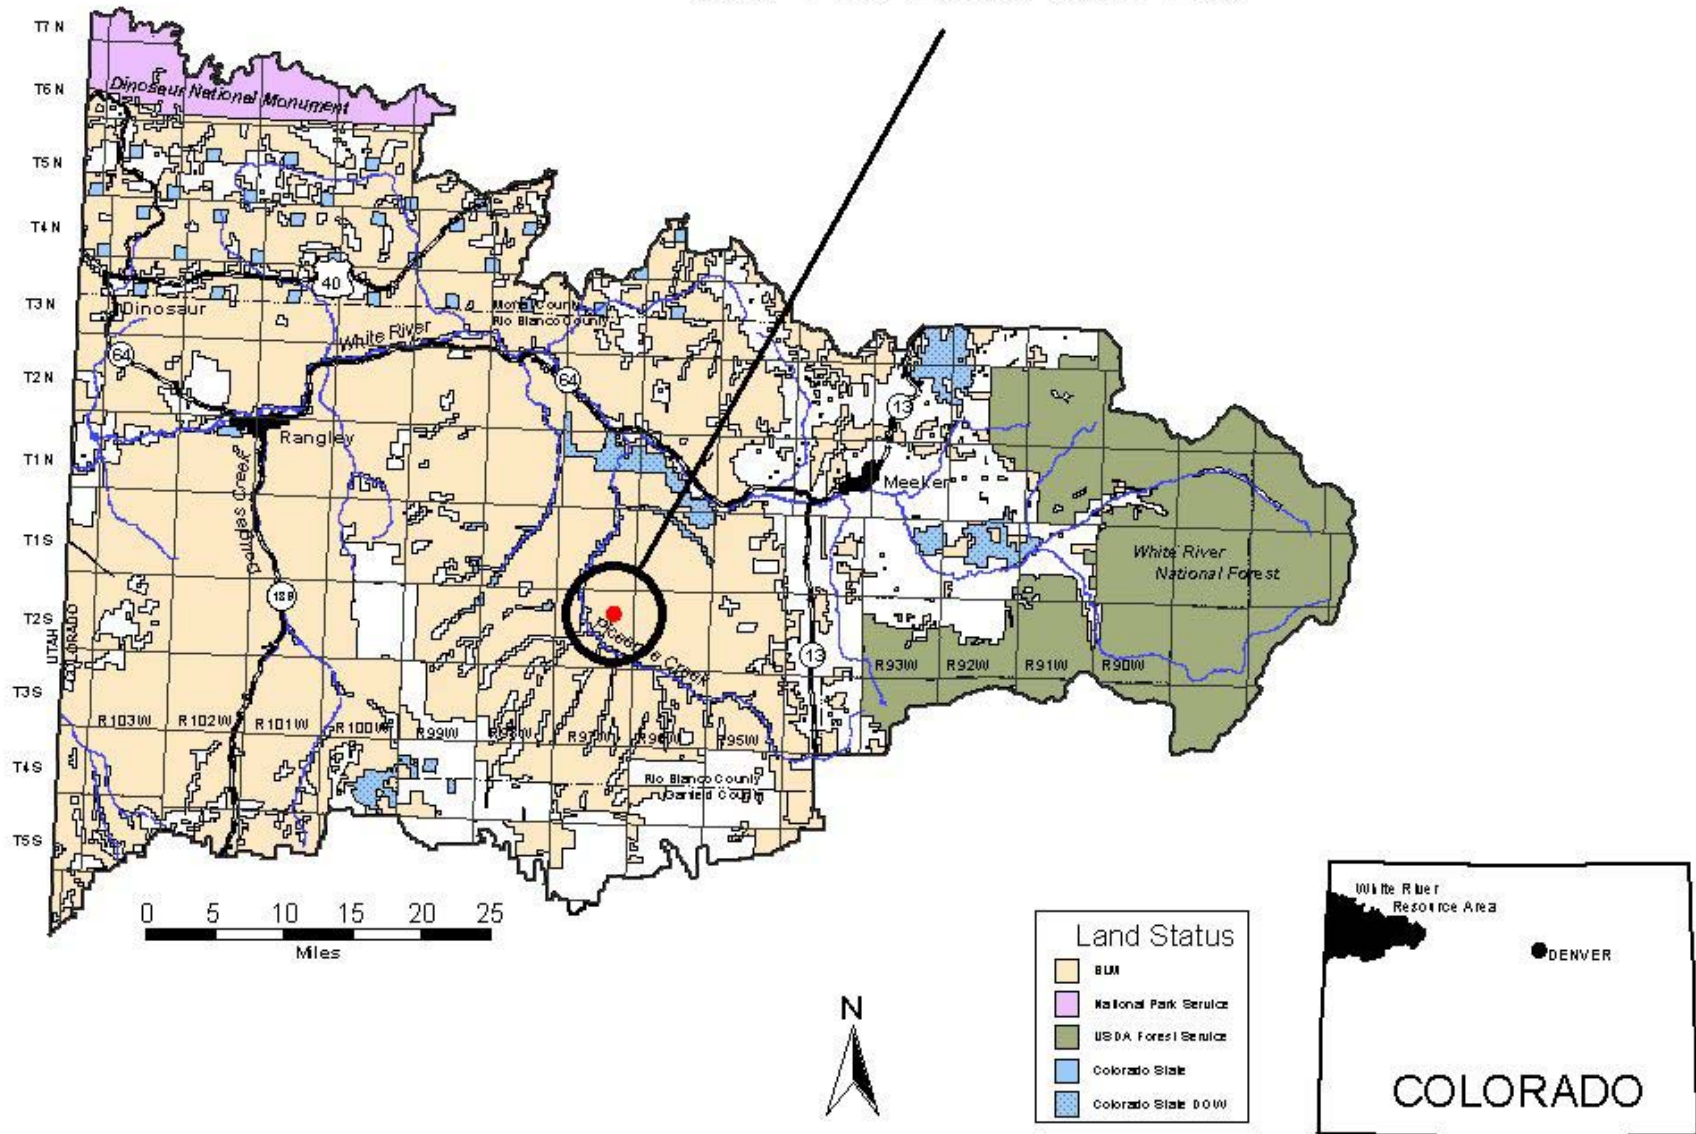 T7 N
T6 N
Dinosaur National Monument
T5 N
T4 N
40
T3 N
Dinosaur
Moffat County
Rio Blanco County
White River
64
T2 N
64
13
Rangley
T1 N
Meeker
Douglas Creek
T1S
White River
National Forest
139
T2S
UTAH
COLORADO
Piceance Creek
13
R93W
R92W
R91W
R90W
T3S
R103W
R102W
R101W
R100W
R99W
R98W
R97W
R96W
R95W
T4S
Rio Blanco County
Garfield County
T5S
0 5 10 15 20 25
Miles
N
Land Status
BLM
National Park Service
USDA Forest Service
Colorado State
Colorado State DOW
White River
Resource Area
DENVER
COLORADO